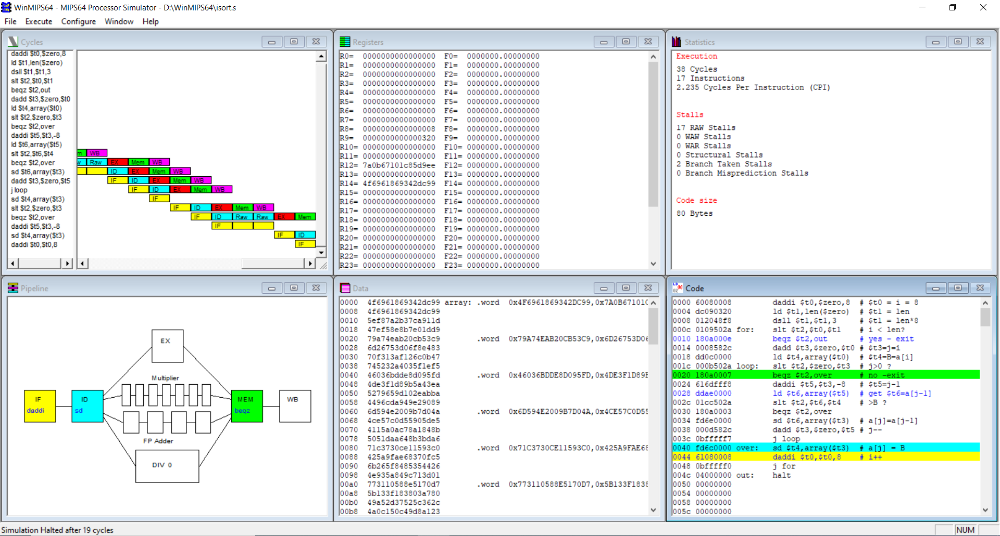 WinMIPS64 - MIPS64 Processor Simulator - D:\WinMIPS64\isort.s
File Execute Configure Window Help
Cycles
daddi $t0,$zero,8
ld $t1,len($zero)
dsll $t1,$t1,3
slt $t2,$t0,$t1
beqz $t2,out
dadd $t3,$zero,$t0
ld $t4,array($t0)
slt $t2,$zero,$t3
beqz $t2,over
daddi $t5,$t3,-8
ld $t6,array($t5)
slt $t2,$t6,$t4
beqz $t2,over
sd $t6,array($t3)
dadd $t3,$zero,$t5
j loop
sd $t4,array($t3)
slt $t2,$zero,$t3
beqz $t2,over
daddi $t5,$t3,-8
sd $t4,array($t3)
daddi $t0,$t0,8
WB
Raw EX Mem WB
ID EX Mem WB
IF ID EX Mem WB
IF ID EX Mem WB
IF
IF ID EX Mem WB
IF ID Raw Raw EX Mem
IF
IF ID
IF
Registers
R0= 0000000000000000 F0= 0000000.00000000
R1= 0000000000000000 F1= 0000000.00000000
R2= 0000000000000000 F2= 0000000.00000000
R3= 0000000000000000 F3= 0000000.00000000
R4= 0000000000000000 F4= 0000000.00000000
R5= 0000000000000000 F5= 0000000.00000000
R6= 0000000000000000 F6= 0000000.00000000
R7= 0000000000000000 F7= 0000000.00000000
R8= 0000000000000008 F8= 0000000.00000000
R9= 0000000000000320 F9= 0000000.00000000
R10= 0000000000000000 F10= 0000000.00000000
R11= 0000000000000000 F11= 0000000.00000000
R12= 7a0b67101c85d9ee F12= 0000000.00000000
R13= 0000000000000000 F13= 0000000.00000000
R14= 4f6961869342dc99 F14= 0000000.00000000
R15= 0000000000000000 F15= 0000000.00000000
R16= 0000000000000000 F16= 0000000.00000000
R17= 0000000000000000 F17= 0000000.00000000
R18= 0000000000000000 F18= 0000000.00000000
R19= 0000000000000000 F19= 0000000.00000000
R20= 0000000000000000 F20= 0000000.00000000
R21= 0000000000000000 F21= 0000000.00000000
R22= 0000000000000000 F22= 0000000.00000000
R23= 0000000000000000 F23= 0000000.00000000
Statistics
Execution
38 Cycles
17 Instructions
2.235 Cycles Per Instruction (CPI)
Stalls
17 RAW Stalls
0 WAW Stalls
0 WAR Stalls
0 Structural Stalls
2 Branch Taken Stalls
0 Branch Misprediction Stalls
Code size
80 Bytes
Pipeline
EX
Multiplier
IF daddi
ID sd
MEM beqz
WB
FP Adder
DIV 0
Data
0000 4f6961869342dc99 array: .word 0x4F6961869342DC99,0x7A0B67101C
0008 4f6961869342dc99
0010 5ef87a2b37ca911d
0018 47ef58e8b7e01dd9
0020 79a74eab20cb53c9 .word 0x79A74EAB20CB53C9,0x6D26753D06
0028 6d26753d06f8e483
0030 70f313af126c0b47
0038 745232a4035f1ef5
0040 46036bdde8d095fd .word 0x46036BDDE8D095FD,0x4DE3F1D89B
0048 4de3f1d89b5a43ea
0050 5279659d102eabba
0058 4496cda949e29089
0060 6d594e2009b7d04a .word 0x6D594E2009B7D04A,0x4CE57C0D55
0068 4ce57c0d55905de5
0070 4115a0ac78a1848b
0078 5051daa648b3bda6
0080 71c3730ce11593c0 .word 0x71C3730CE11593C0,0x425A9FAE68
0088 425a9fae68370fc5
0090 6b265f8485354426
0098 4e935a849c713d01
00a0 773110588e5170d7 .word 0x773110588E5170D7,0x5B133F1838
00a8 5b133f183803a780
00b0 49a52d37525c362c
00b8 4a0c150c49d8a123
Code
0000 60080008 daddi $t0,$zero,8 # $t0 = i = 8
0004 dc090320 ld $t1,len($zero) # $t1 = len
0008 012048f8 dsll $t1,$t1,3 # $t1 = len*8
000c 0109502a for: slt $t2,$t0,$t1 # i < len?
0010 180a000e beqz $t2,out # yes - exit
0014 0008582c dadd $t3,$zero,$t0 # $t3=j=i
0018 dd0c0000 ld $t4,array($t0) # $t4=B=a[i]
001c 000b502a loop: slt $t2,$zero,$t3 # j>0 ?
0020 180a0007 beqz $t2,over # no -exit
0024 616dfff8 daddi $t5,$t3,-8 # $t5=j-1
0028 ddae0000 ld $t6,array($t5) # get $t6=a[j-1]
002c 01cc502a slt $t2,$t6,$t4 # >B ?
0030 180a0003 beqz $t2,over
0034 fd6e0000 sd $t6,array($t3) # a[j]=a[j-1]
0038 000d582c dadd $t3,$zero,$t5 # j--
003c 0bfffff7 j loop
0040 fd6c0000 over: sd $t4,array($t3) # a[j] = B
0044 61080008 daddi $t0,$t0,8 # i++
0048 0bfffff0 j for
004c 04000000 out: halt
0050 00000000
0054 00000000
0058 00000000
005c 00000000
Simulation Halted after 19 cycles
NUM